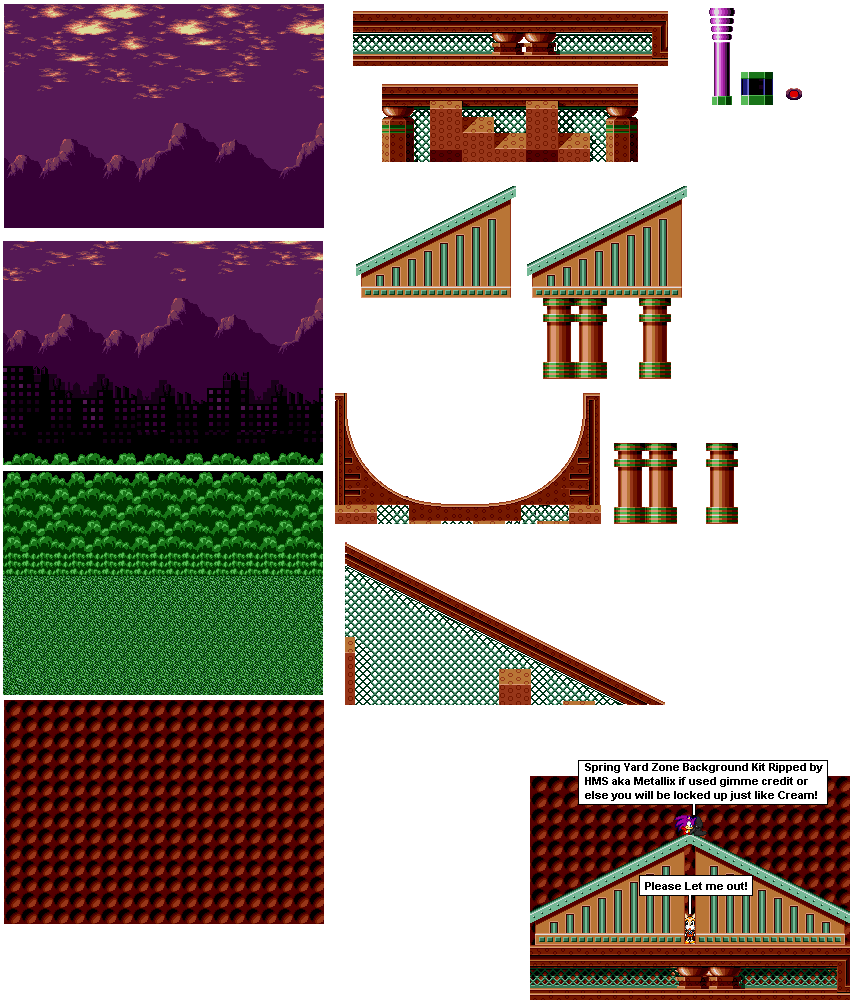 Spring Yard Zone Background Kit Ripped by
HMS aka Metallix if used gimme credit or
else you will be locked up just like Cream!
Please Let me out!